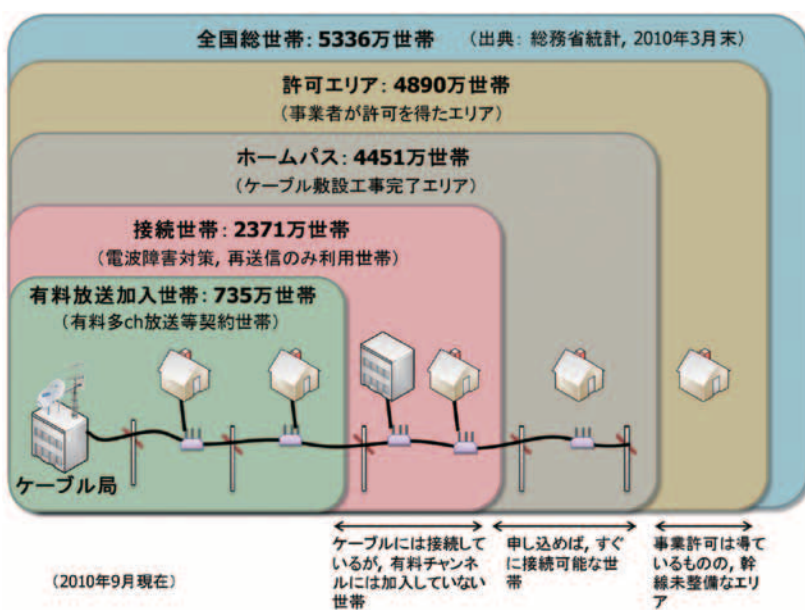 全国総世帯: 5336万世帯 (出典: 総務省統計, 2010年3月末)
許可エリア: 4890万世帯
(事業者が許可を得たエリア)
ホームパス: 4451万世帯
(ケーブル敷設工事完了エリア)
接続世帯: 2371万世帯
(電波障害対策, 再送信のみ利用世帯)
有料放送加入世帯: 735万世帯
(有料多ch放送等契約世帯)
ケーブル局
ケーブルには接続して
いるが, 有料チャンネ
ルには加入していない
世帯
申し込めば, すぐ
に接続可能な世
帯
事業許可は得て
いるものの, 幹
線未整備なエリ
ア
(2010年9月現在)